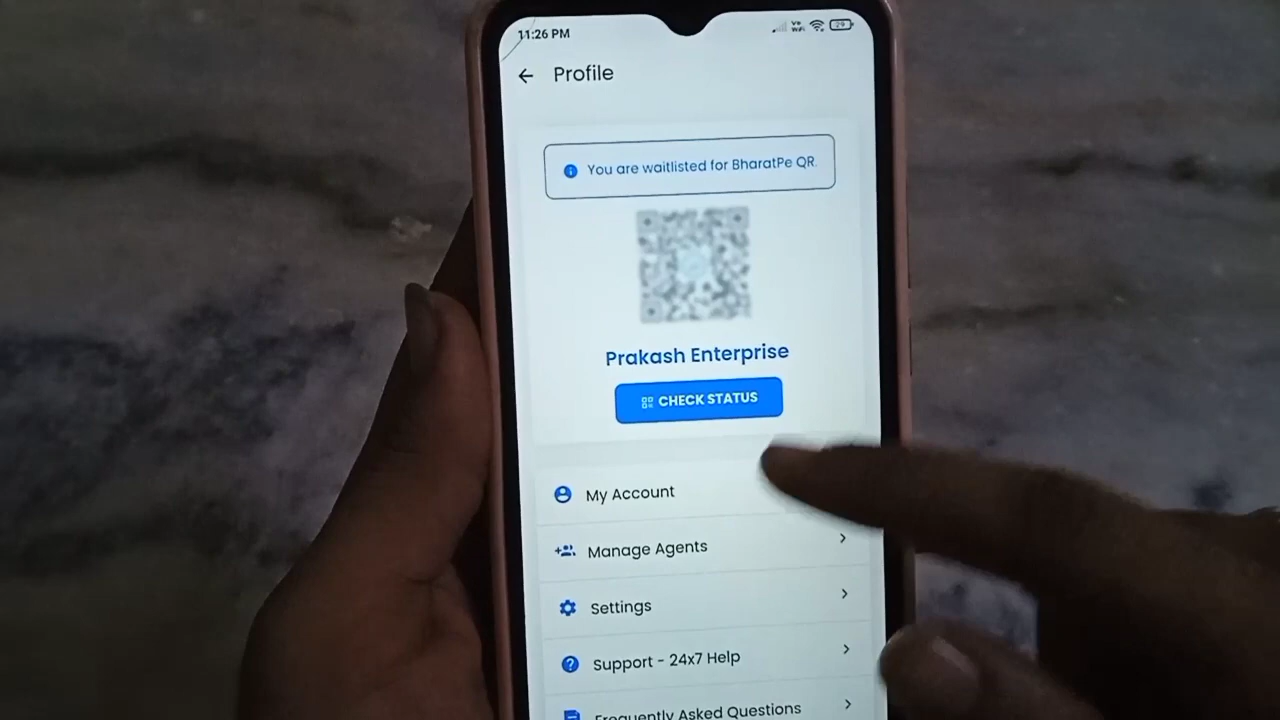 11:26 PM
Profile
You are waitlisted for BharatPe QR.
Prakash Enterprise
CHECK STATUS
My Account
Manage Agents
Settings
Support - 24x7 Help
Frequently Asked Questions